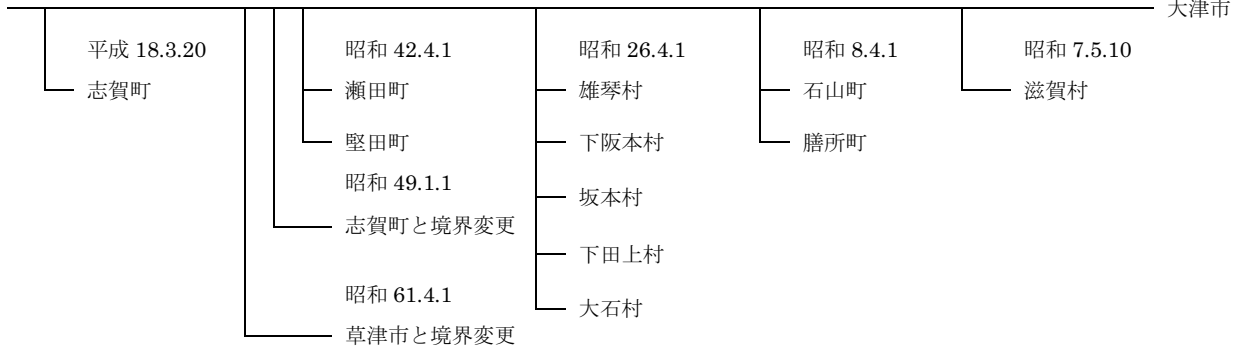 大津市
平成 18.3.20
志賀町
昭和 42.4.1
瀬田町
堅田町
昭和 49.1.1
志賀町と境界変更
昭和 61.4.1
草津市と境界変更
昭和 26.4.1
雄琴村
下阪本村
坂本村
下田上村
大石村
昭和 8.4.1
石山町
膳所町
昭和 7.5.10
滋賀村